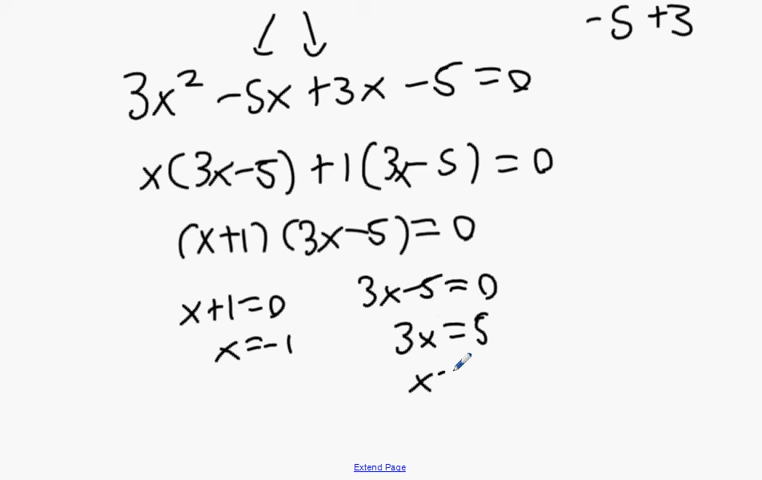 -5 +3
3x² -5x +3x -5 = 0
x(3x-5) +1(3x-5) = 0
(x+1) (3x-5) = 0
x+1=0
x=-1
3x-5=0
3x=5
x-
Extend Page